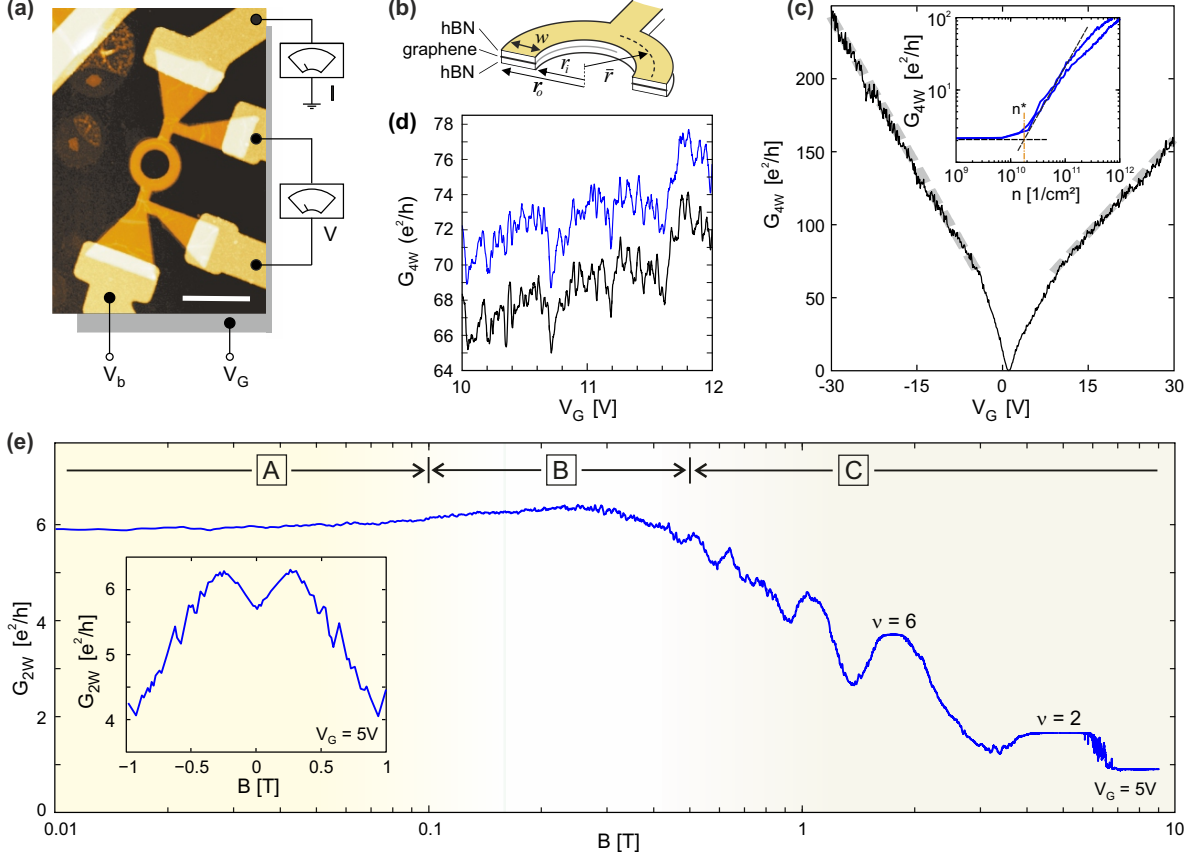 (a)
I
V
V_b
V_G
(b)
hBN
graphene
hBN
w
r_i
r_o
r̄
(c)
G_4W [e²/h]
200
150
100
50
0
-30
-15
0
15
30
V_G [V]
G_4W [e²/h]
10²
10¹
n*
10⁹
10¹⁰
10¹¹
10¹²
n [1/cm²]
(d)
G_4W (e²/h)
78
76
74
72
70
68
66
64
10
11
12
V_G [V]
(e)
A
B
C
G_2W [e²/h]
6
4
2
0
0.01
0.1
1
10
B [T]
ν = 6
ν = 2
V_G = 5V
G_2W [e²/h]
6
5
4
−1
−0.5
0
0.5
1
B [T]
V_G = 5V